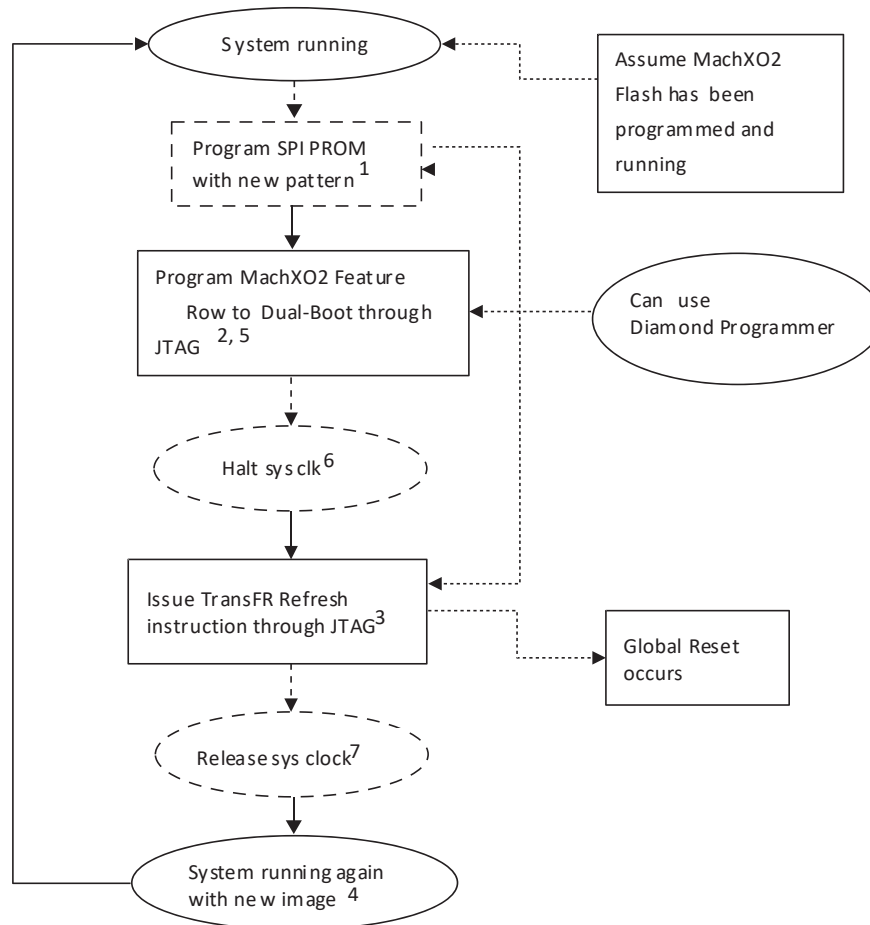 System running
Assume MachXO2
Flash has been
programmed and
running
Program SPI PROM
with new pattern 1
Program MachXO2 Feature
Row to Dual-Boot through
JTAG 2, 5
Can use
Diamond Programmer
Halt sys clk 6
Issue TransFR Refresh
instruction through JTAG 3
Global Reset
occurs
Release sys clock 7
System running again
with new image 4